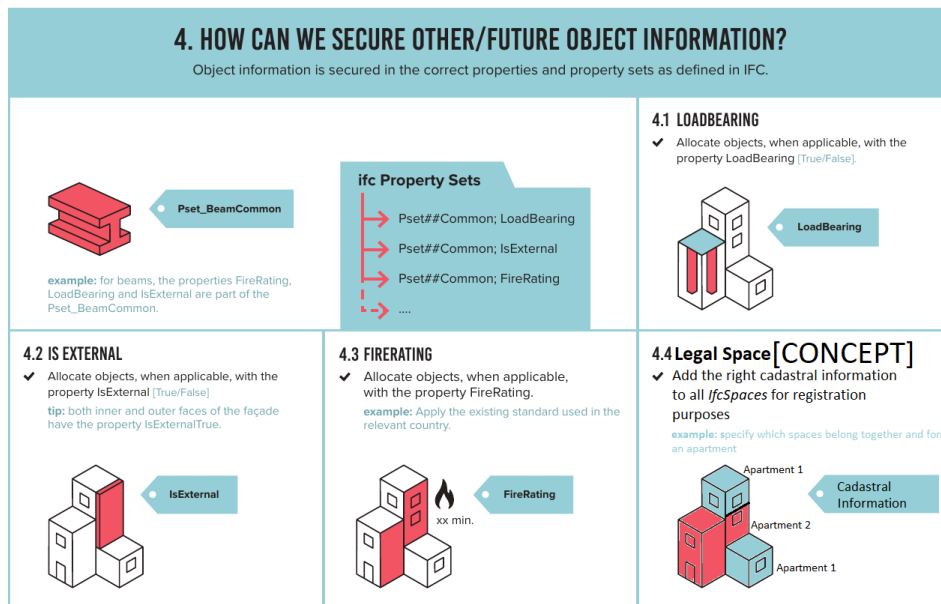 4. HOW CAN WE SECURE OTHER/FUTURE OBJECT INFORMATION?
Object information is secured in the correct properties and property sets as defined in IFC.
Pset_BeamCommon
example: for beams, the properties FireRating,
LoadBearing and IsExternal are part of the
Pset_BeamCommon.
ifc Property Sets
Pset##Common; LoadBearing
Pset##Common; IsExternal
Pset##Common; FireRating
....
4.1 LOADBEARING
✓ Allocate objects, when applicable, with the
property LoadBearing [True/False].
LoadBearing
4.2 IS EXTERNAL
✓ Allocate objects, when applicable, with the
property IsExternal [True/False]
tip: both inner and outer faces of the façade
have the property IsExternalTrue.
IsExternal
4.3 FIRERATING
✓ Allocate objects, when applicable,
with the property FireRating.
example: Apply the existing standard used in the
relevant country.
xx min.
FireRating
4.4 Legal Space[CONCEPT]
✓ Add the right cadastral information
to all IfcSpaces for registration
purposes
example: specify which spaces belong together and for
an apartment
Apartment 1
Cadastral
Information
Apartment 2
Apartment 1